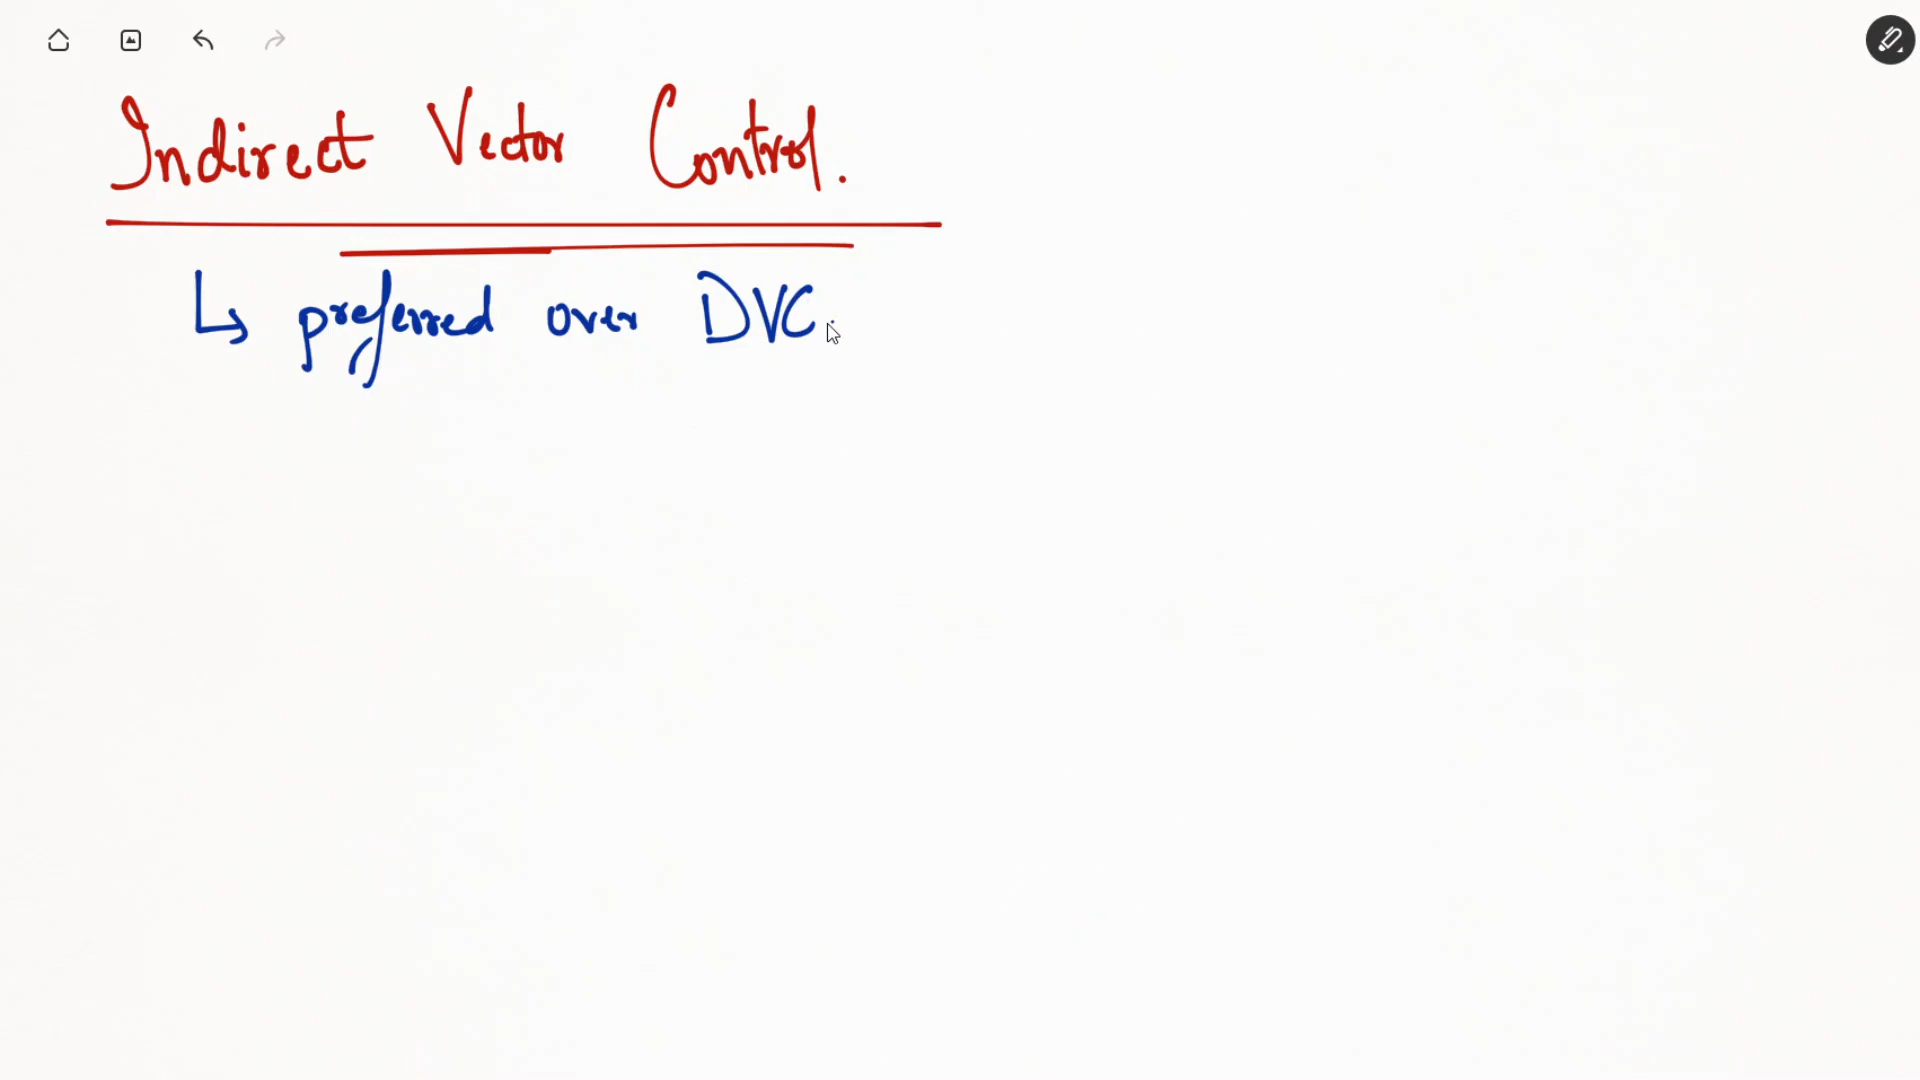 Indirect Vector Control.
↳ preferred over DVC.